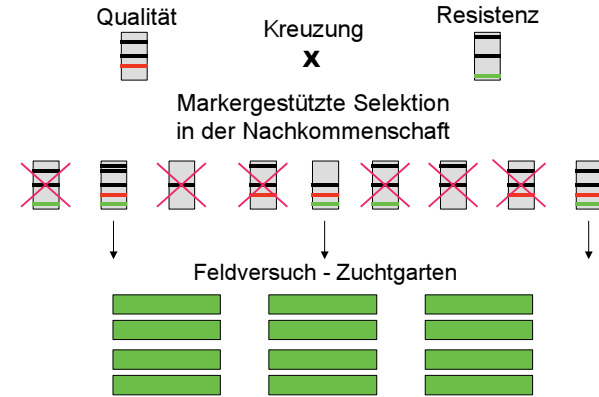 Qualität
Kreuzung
Resistenz
x
Markergestützte Selektion
in der Nachkommenschaft
Feldversuch - Zuchtgarten